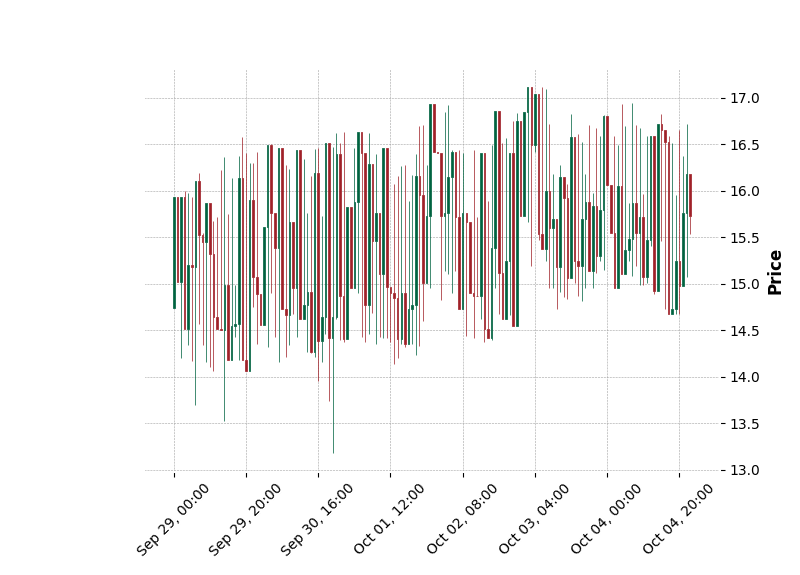 17.0
16.5
16.0
15.5
15.0
14.5
14.0
13.5
13.0
Price
Sep 29, 00:00
Sep 29, 20:00
Sep 30, 16:00
Oct 01, 12:00
Oct 02, 08:00
Oct 03, 04:00
Oct 04, 00:00
Oct 04, 20:00